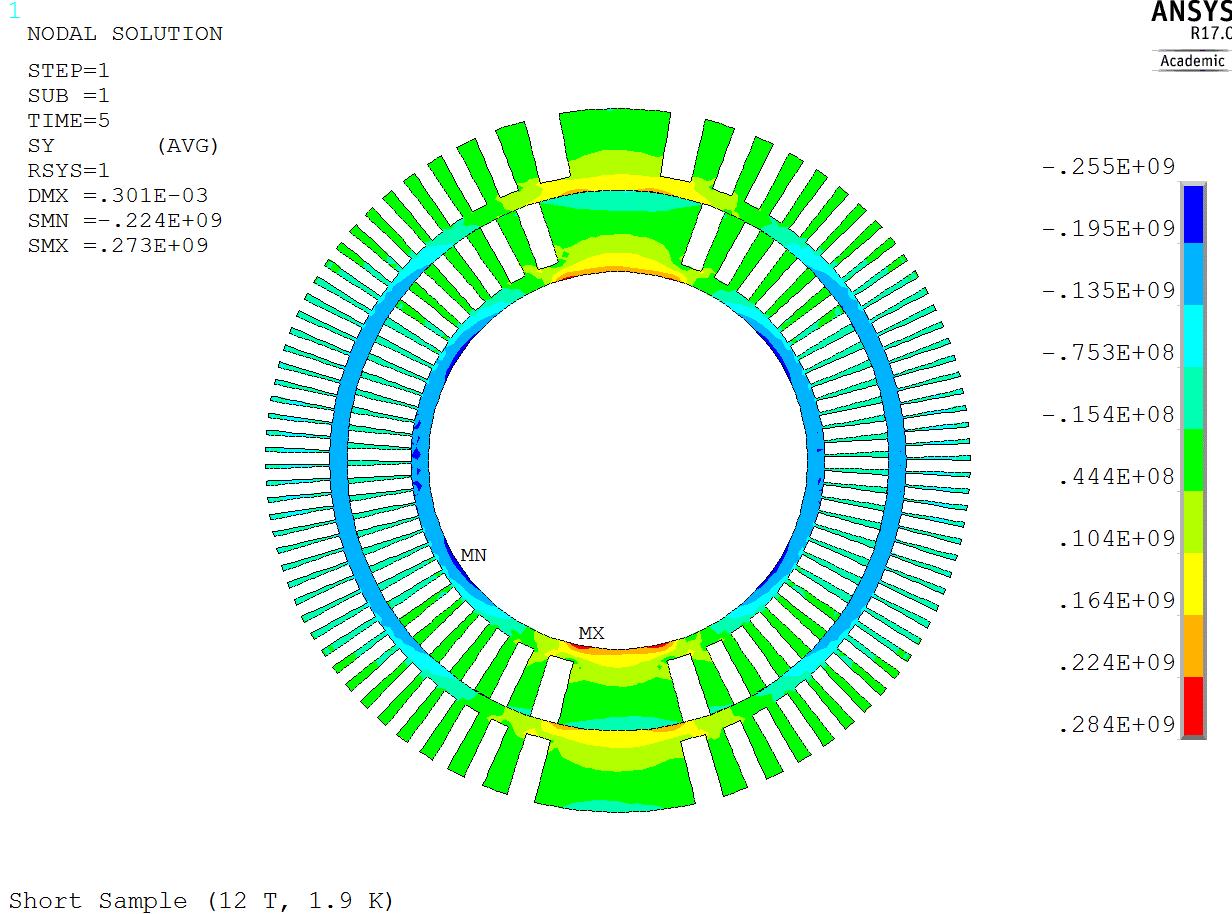 1
NODAL SOLUTION
STEP=1
SUB =1
TIME=5
SY (AVG)
RSYS=1
DMX =.301E-03
SMN =-.224E+09
SMX =.273E+09
ANSYS
R17.0
Academic
-.255E+09
-.195E+09
-.135E+09
-.753E+08
-.154E+08
.444E+08
.104E+09
.164E+09
.224E+09
.284E+09
MN
MX
Short Sample (12 T, 1.9 K)